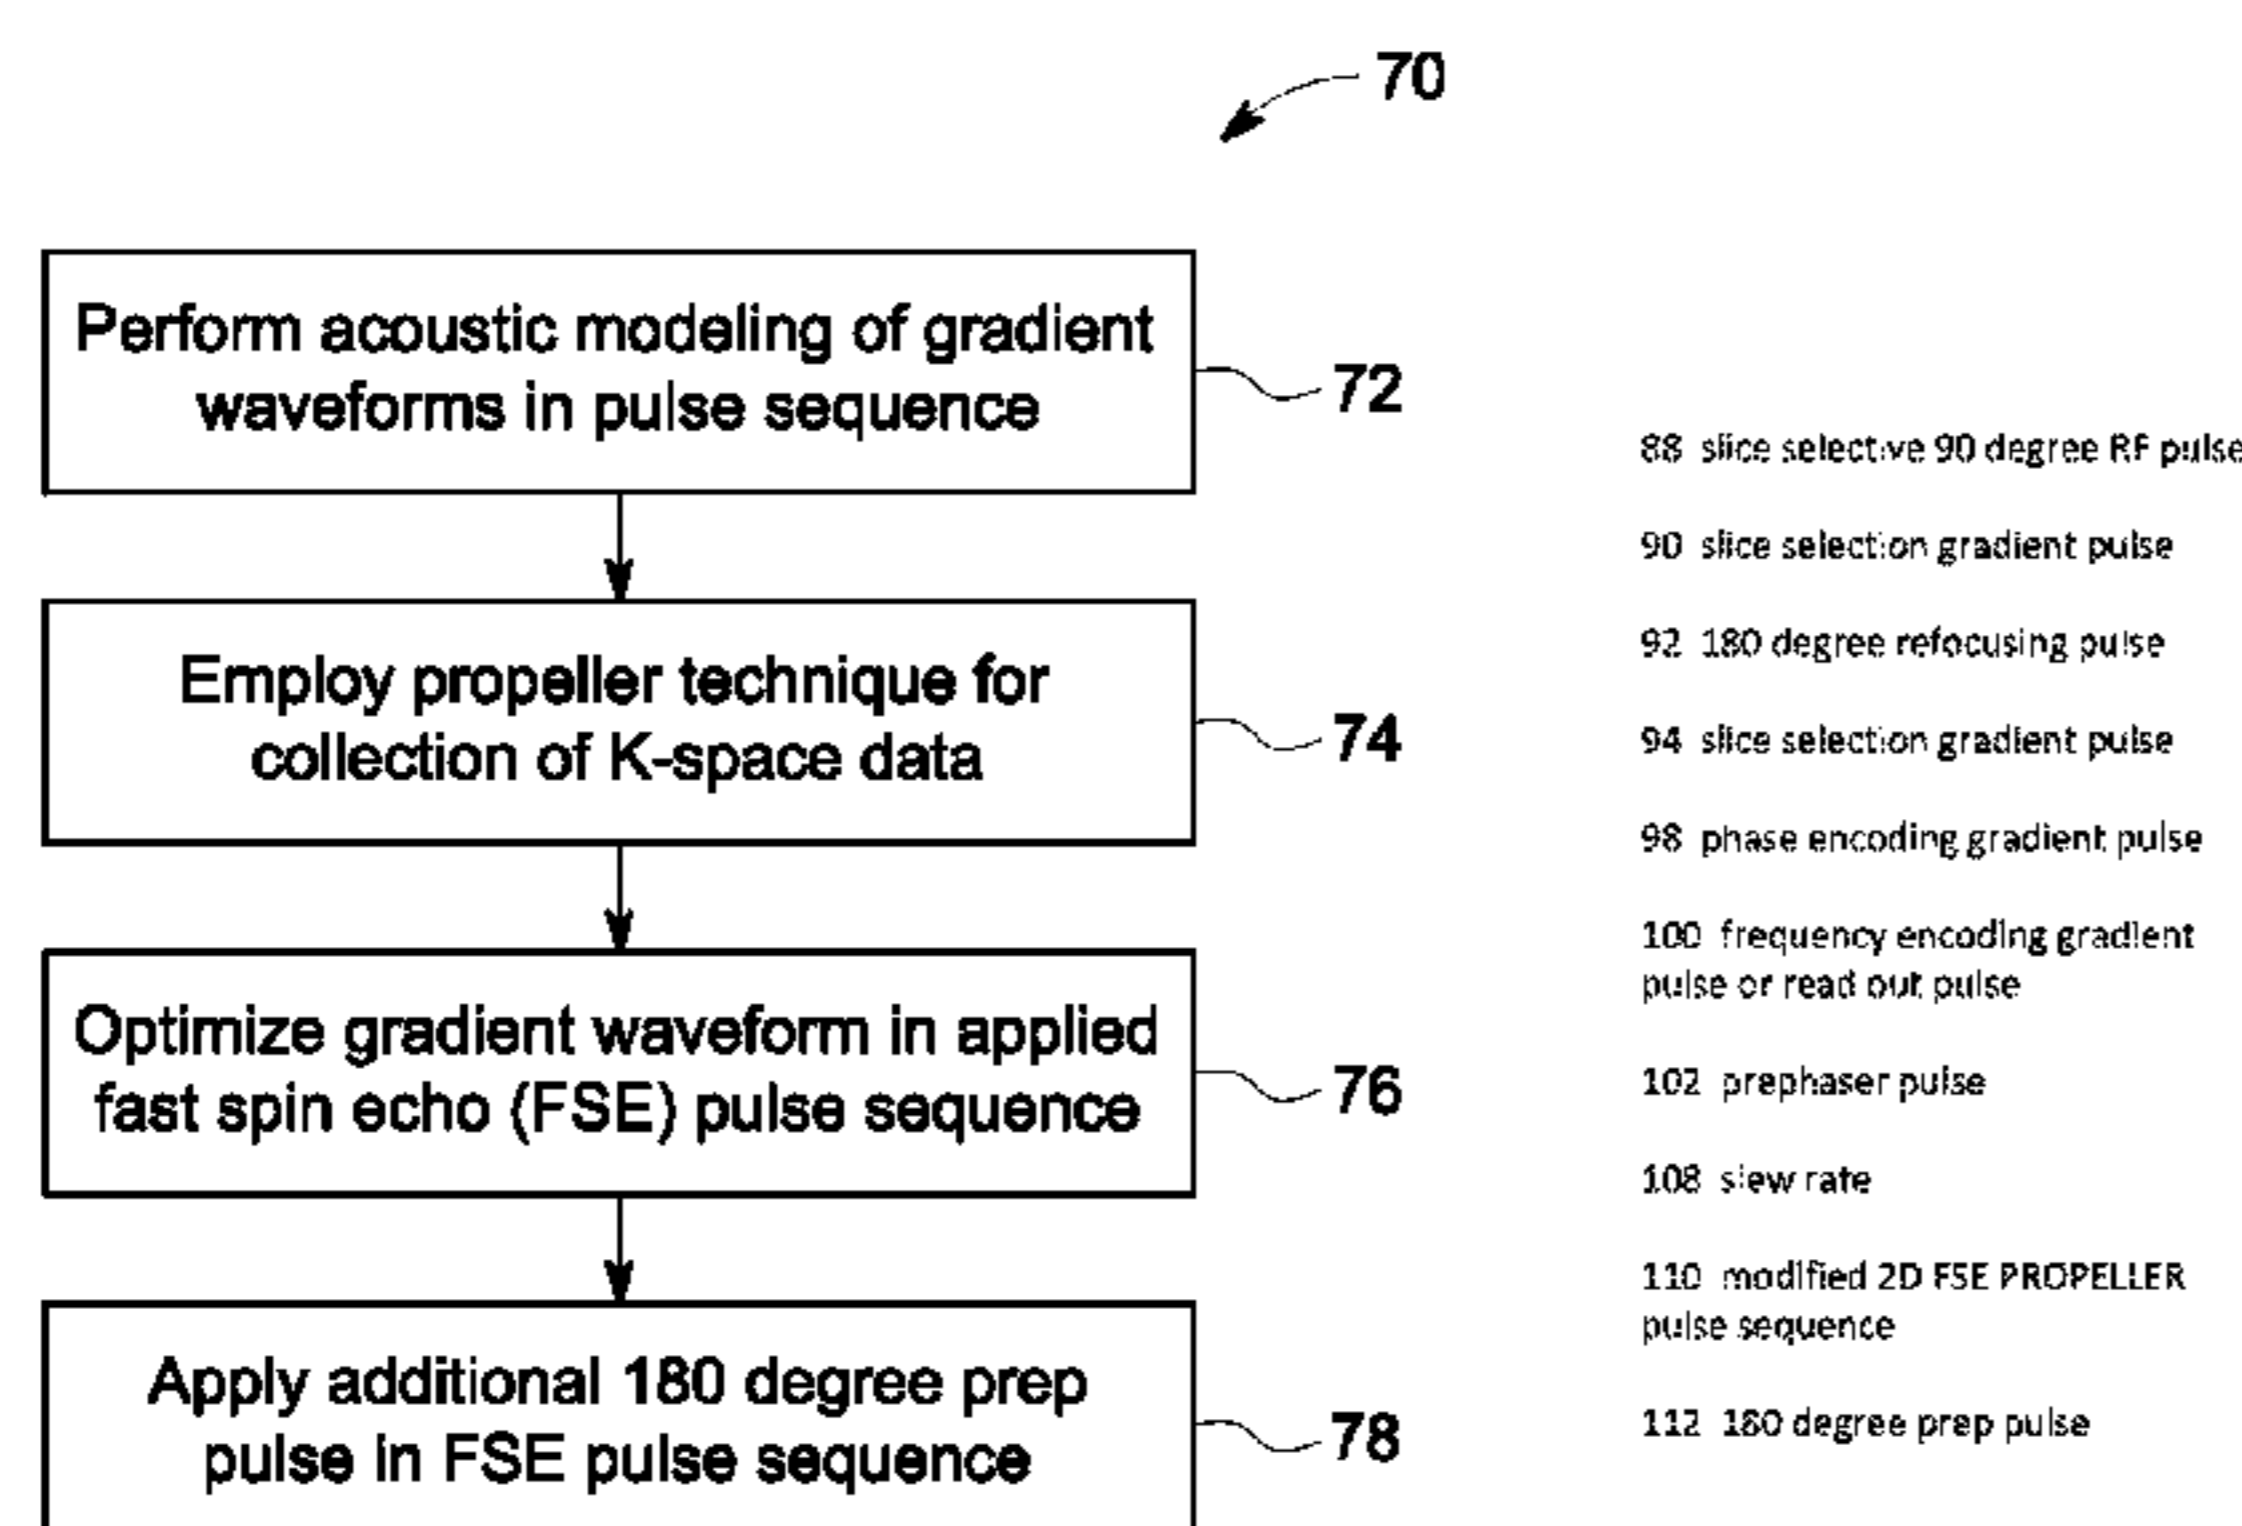 70
Perform acoustic modeling of gradient
waveforms in pulse sequence
72
Employ propeller technique for
collection of K-space data
74
Optimize gradient waveform in applied
fast spin echo (FSE) pulse sequence
76
Apply additional 180 degree prep
pulse in FSE pulse sequence
78
88 slice selective 90 degree RF pulse
90 slice selection gradient pulse
92 180 degree refocusing pulse
94 slice selection gradient pulse
98 phase encoding gradient pulse
100 frequency encoding gradient
pulse or read out pulse
102 prephaser pulse
108 slew rate
110 modified 2D FSE PROPELLER
pulse sequence
112 180 degree prep pulse